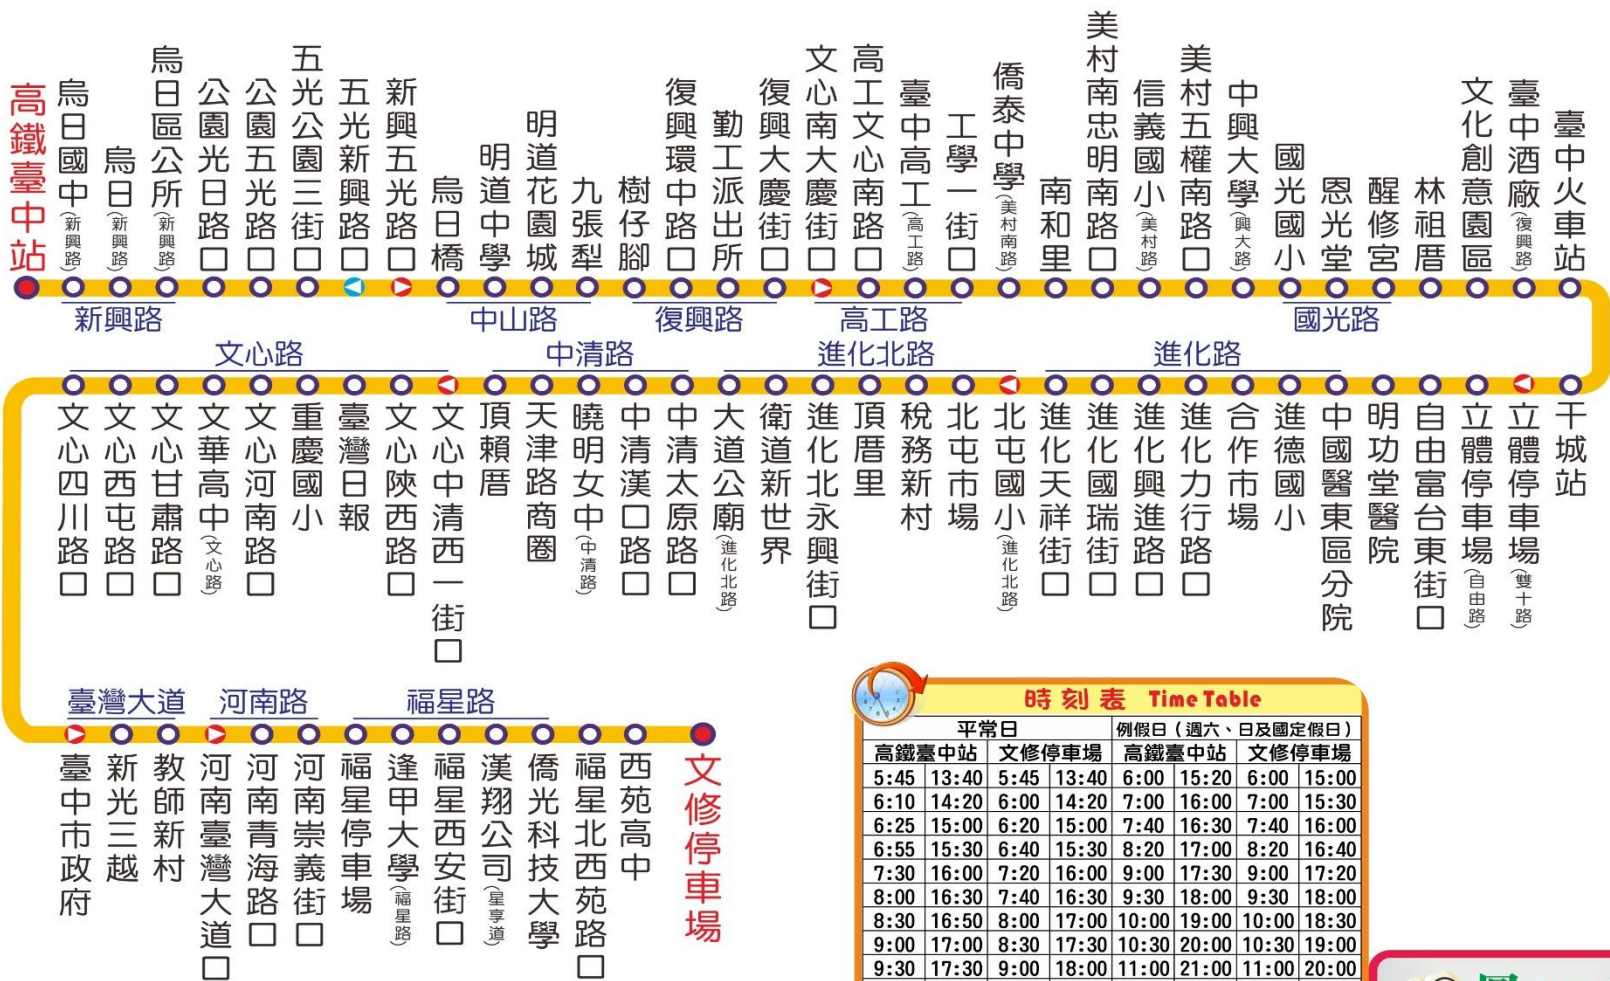 高鐵臺中站
烏日國中(新興路)
烏日(新興路)
烏日區公所(新興路)
公園光日路口
公園五光路口
五光公園三街口
五光新興路口
新興五光路口
烏日橋
明道中學
明道花園城
九張犁
樹仔腳
復興環中路口
勤工派出所
復興大慶街口
文心南大慶街口
高工文心南路口
臺中高工(高工路)
工學一街口
僑泰中學(美村南路)
南和里
美村南忠明南路口
信義國小(美村路)
美村五權南路口
中興大學(興大路)
國光國小
恩光堂
醒修宮
林祖厝
文化創意園區
臺中酒廠(復興路)
臺中火車站
新興路
中山路
復興路
高工路
國光路
文心路
中清路
進化北路
進化路
文心四川路口
文心西屯路口
文心甘肅路口
文華高中(文心路)
文心河南路口
重慶國小
臺灣日報
文心陝西路口
文心中清西一街口
頂賴厝
天津路商圈
曉明女中(中清路)
中清漢口路口
中清太原路口
大道公廟(進化北路)
衛道新世界
進化北永興街口
頂厝里
稅務新村
北屯市場
北屯國小(進化北路)
進化天祥街口
進化國瑞街口
進化興進路口
進化力行路口
合作市場
進德國小
中國醫東區分院
明功堂醫院
自由富台東街口
立體停車場(自由路)
立體停車場(雙十路)
干城站
臺灣大道
河南路
福星路
臺中市政府
新光三越
教師新村
河南臺灣大道口
河南青海路口
河南崇義街口
福星停車場
逢甲大學(福星路)
福星西安街口
漢翔公司(星享道)
僑光科技大學
福星北西苑路口
西苑高中
文修停車場
時刻表 Time Table
平常日 例假日(週六、日及國定假日)
高鐵臺中站 文修停車場 高鐵臺中站 文修停車場
5:45 13:40 5:45 13:40 6:00 15:20 6:00 15:00
6:10 14:20 6:00 14:20 7:00 16:00 7:00 15:30
6:25 15:00 6:20 15:00 7:40 16:30 7:40 16:00
6:55 15:30 6:40 15:30 8:20 17:00 8:20 16:40
7:30 16:00 7:20 16:00 9:00 17:30 9:00 17:20
8:00 16:30 7:40 16:30 9:30 18:00 9:30 18:00
8:30 16:50 8:00 17:00 10:00 19:00 10:00 18:30
9:00 17:00 8:30 17:30 10:30 20:00 10:30 19:00
9:30 17:30 9:00 18:00 11:00 21:00 11:00 20:00